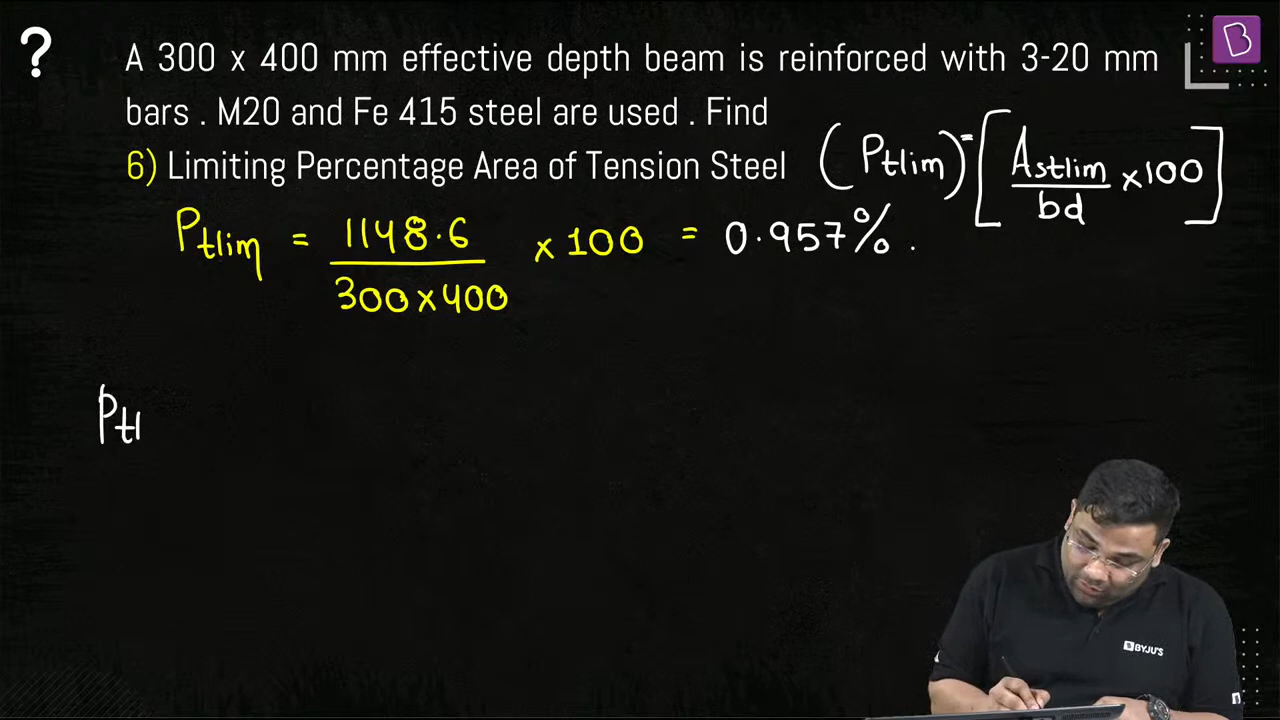 ?
A 300 x 400 mm effective depth beam is reinforced with 3-20 mm
bars . M20 and Fe 415 steel are used . Find
6) Limiting Percentage Area of Tension Steel (Ptlim) = [Astlim/bd x100]
Ptlim = 1148.6/300x400 x100 = 0.957% .
Ptl
BYJU'S